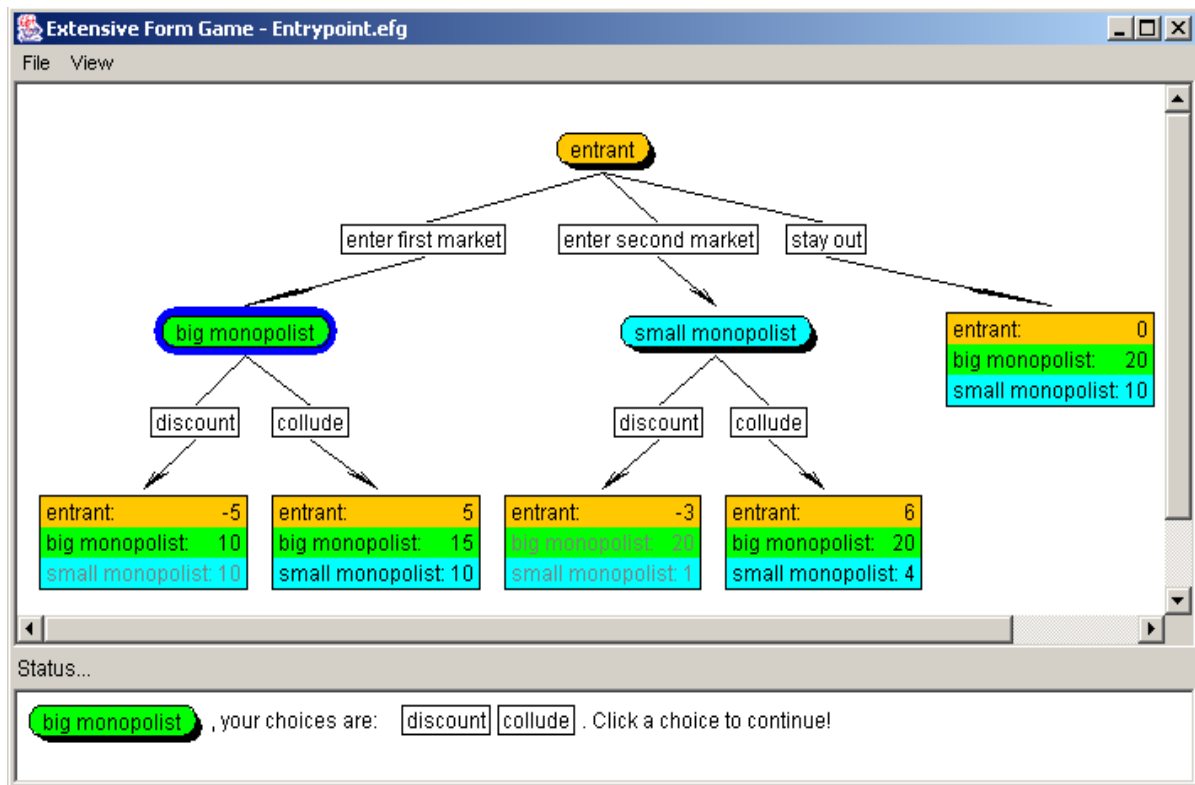 Extensive Form Game - Entrypoint.efg
File View
entrant
enter first market enter second market stay out
big monopolist small monopolist
entrant: 0
big monopolist: 20
small monopolist: 10
discount collude discount collude
entrant: -5 entrant: 5 entrant: -3 entrant: 6
big monopolist: 10 big monopolist: 15 big monopolist: 20 big monopolist: 20
small monopolist: 10 small monopolist: 10 small monopolist: 1 small monopolist: 4
Status...
big monopolist , your choices are: discount collude . Click a choice to continue!